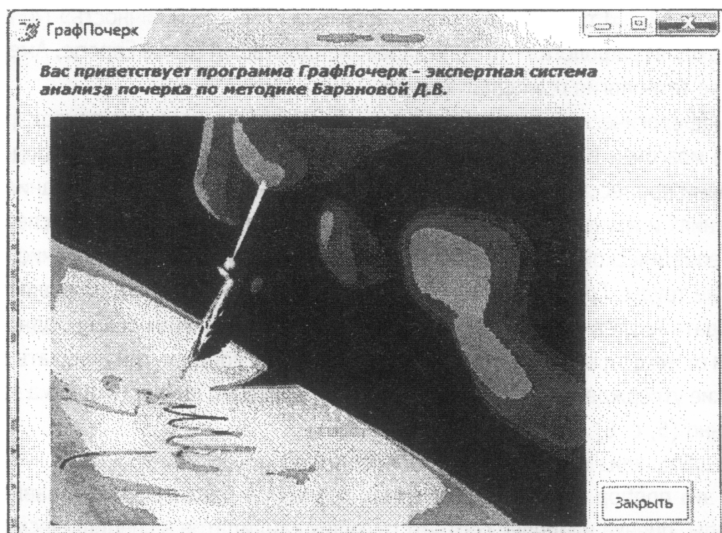 ГрафПочерк
Вас приветствует программа ГрафПочерк – экспертная система
анализа почерка по методике Барановой Д.В.
Закрыть